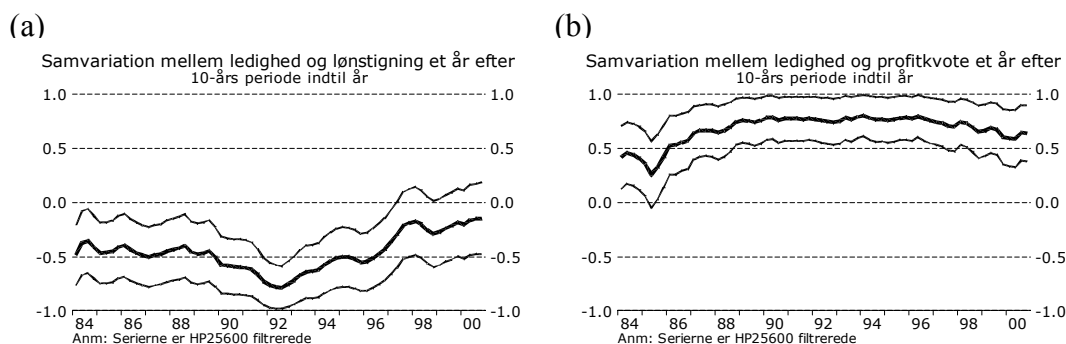 (a)
Samvariation mellem ledighed og lønstigning et år efter
10-års periode indtil år
1.0 1.0
0.5 0.5
0.0 0.0
-0.5 -0.5
-1.0 -1.0
84 86 88 90 92 94 96 98 00
Anm: Serierne er HP25600 filtrerede
(b)
Samvariation mellem ledighed og profitkvote et år efter
10-års periode indtil år
1.0 1.0
0.5 0.5
0.0 0.0
-0.5 -0.5
-1.0 -1.0
84 86 88 90 92 94 96 98 00
Anm: Serierne er HP25600 filtrerede